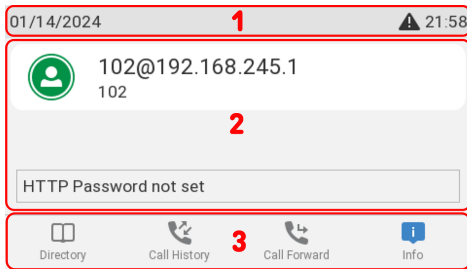 01/14/2024 1 21:58
102@192.168.245.1
102
2
HTTP Password not set
3
Directory Call History Call Forward Info